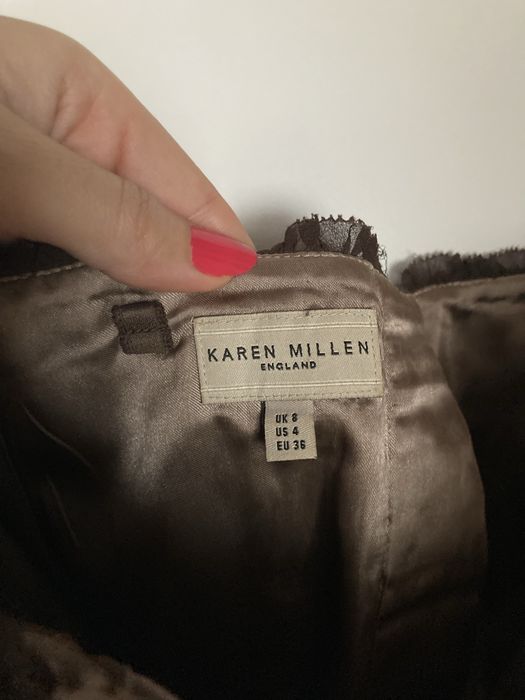 KAREN MILLEN
ENGLAND
UK 8
US 4
EU 36